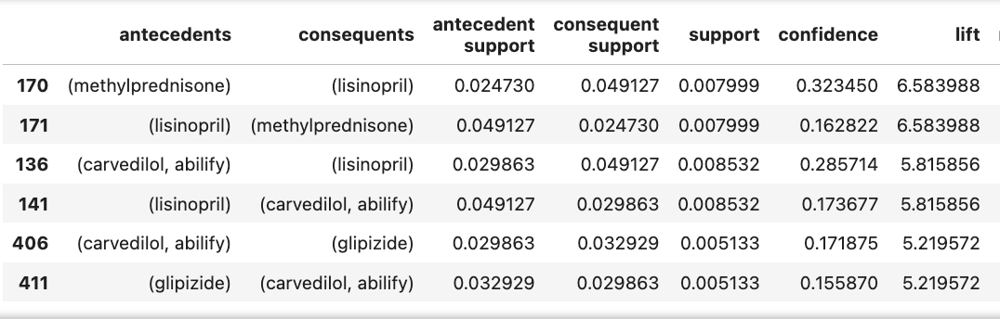 antecedents consequents antecedent support consequent support support confidence lift
170 (methylprednisone) (lisinopril) 0.024730 0.049127 0.007999 0.323450 6.583988
171 (lisinopril) (methylprednisone) 0.049127 0.024730 0.007999 0.162822 6.583988
136 (carvedilol, abilify) (lisinopril) 0.029863 0.049127 0.008532 0.285714 5.815856
141 (lisinopril) (carvedilol, abilify) 0.049127 0.029863 0.008532 0.173677 5.815856
406 (carvedilol, abilify) (glipizide) 0.029863 0.032929 0.005133 0.171875 5.219572
411 (glipizide) (carvedilol, abilify) 0.032929 0.029863 0.005133 0.155870 5.219572